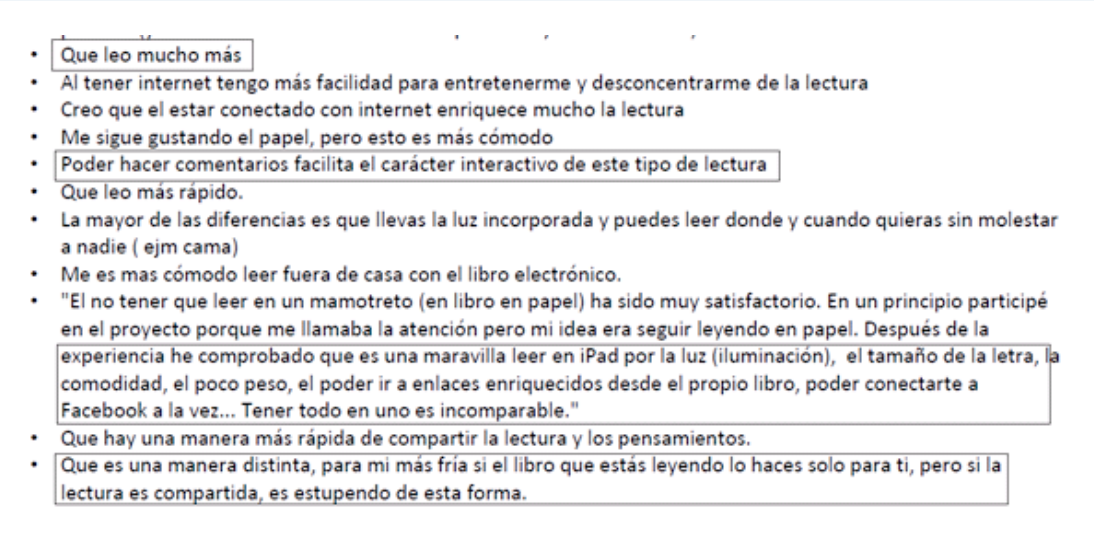 • Que leo mucho más
• Al tener internet tengo más facilidad para entretenerme y desconcentrarme de la lectura
• Creo que el estar conectado con internet enriquece mucho la lectura
• Me sigue gustando el papel, pero esto es más cómodo
• Poder hacer comentarios facilita el carácter interactivo de este tipo de lectura
• Que leo más rápido.
• La mayor de las diferencias es que llevas la luz incorporada y puedes leer donde y cuando quieras sin molestar
a nadie ( ejm cama)
• Me es mas cómodo leer fuera de casa con el libro electrónico.
• "El no tener que leer en un mamotreto (en libro en papel) ha sido muy satisfactorio. En un principio participé
en el proyecto porque me llamaba la atención pero mi idea era seguir leyendo en papel. Después de la
experiencia he comprobado que es una maravilla leer en iPad por la luz (iluminación), el tamaño de la letra, la
comodidad, el poco peso, el poder ir a enlaces enriquecidos desde el propio libro, poder conectarte a
Facebook a la vez... Tener todo en uno es incomparable."
• Que hay una manera más rápida de compartir la lectura y los pensamientos.
• Que es una manera distinta, para mi más fría si el libro que estás leyendo lo haces solo para ti, pero si la
lectura es compartida, es estupendo de esta forma.